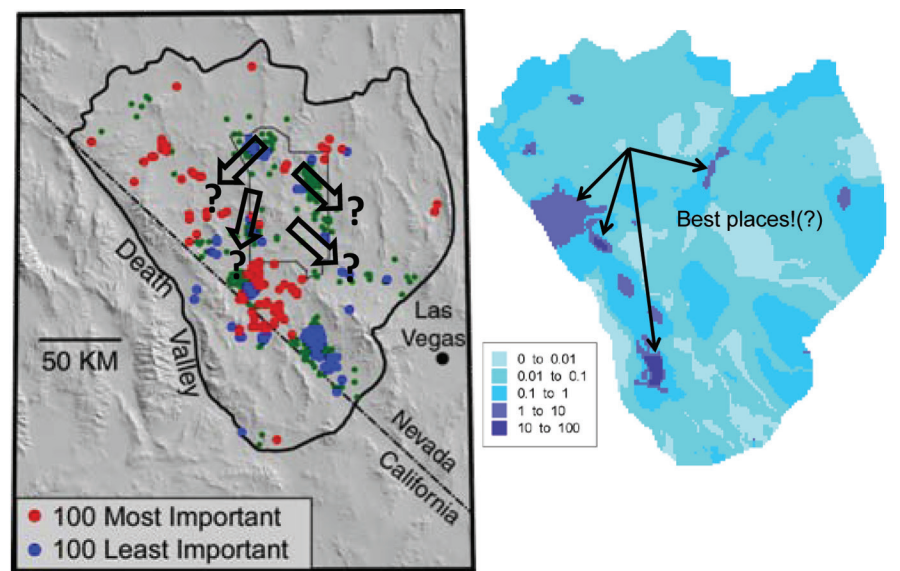 ?
?
?
?
Death
Valley
50 KM
Las
Vegas
Nevada
California
100 Most Important
100 Least Important
Best places!(?)
0 to 0.01
0.01 to 0.1
0.1 to 1
1 to 10
10 to 100